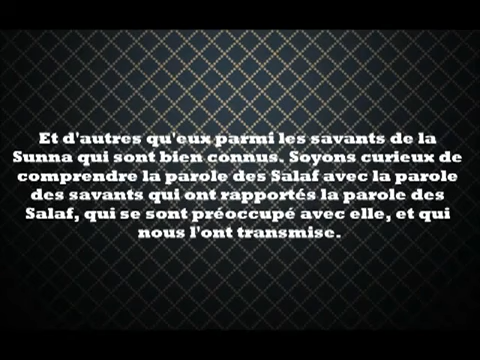 Et d'autres qu'eux parmi les savants de la
Sunna qui sont bien connus. Soyons curieux de
comprendre la parole des Salaf avec la parole
des savants qui ont rapportés la parole des
Salaf, qui se sont préoccupé avec elle, et qui
nous l'ont transmise.